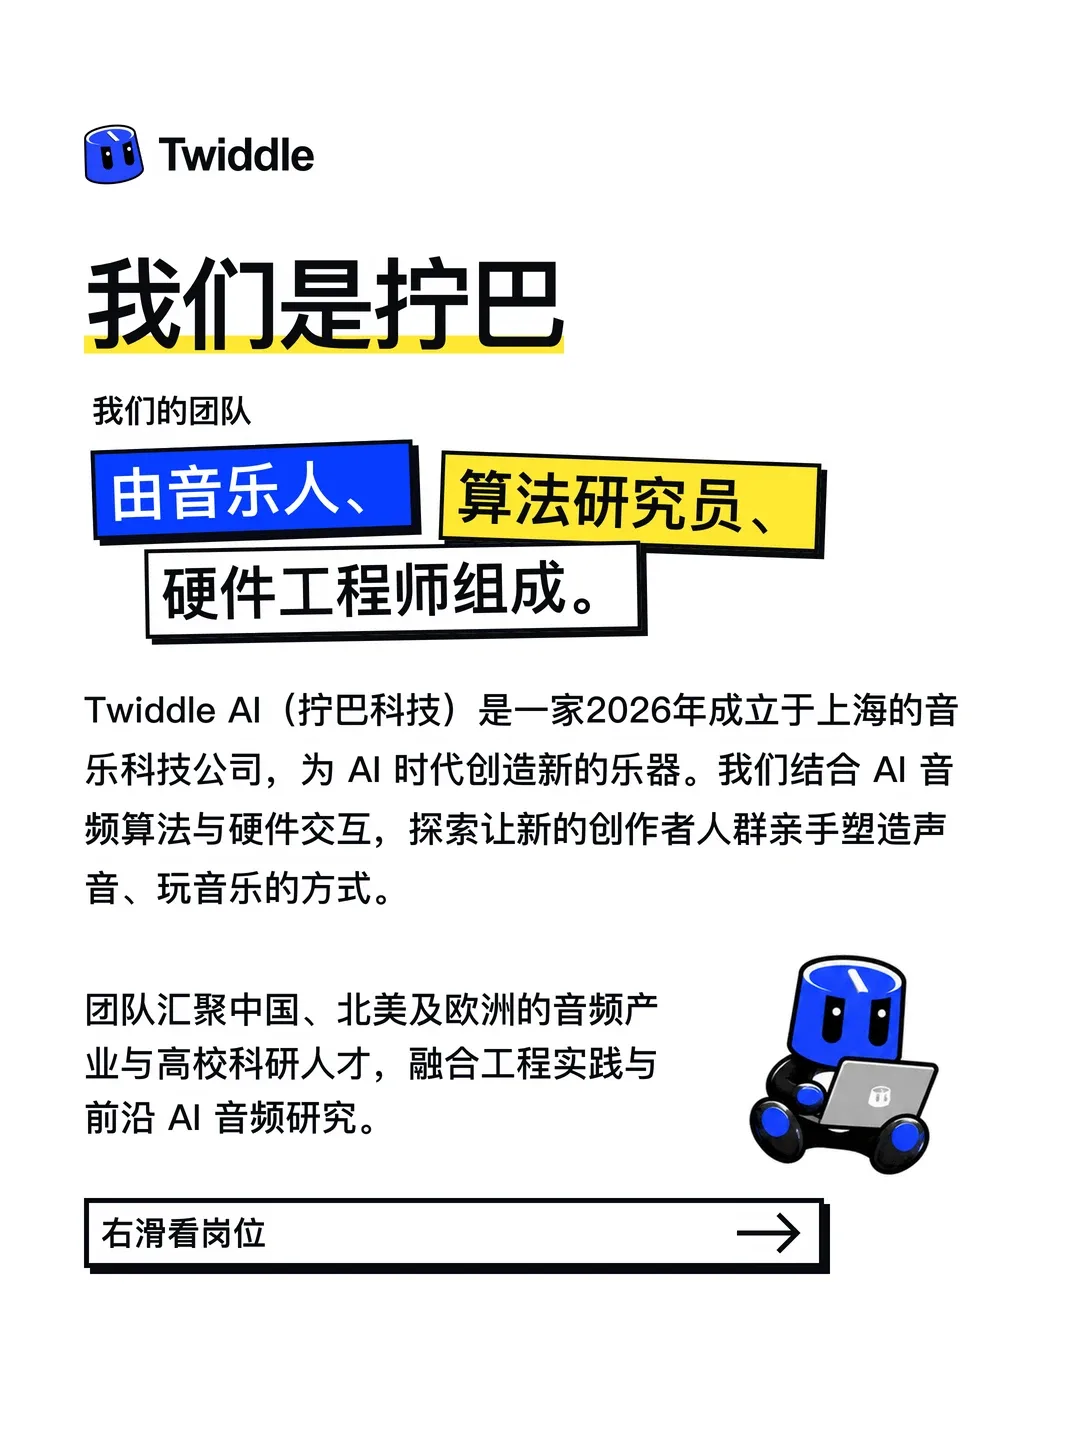 Twiddle
我们是拧巴
我们的团队
由音乐人、
算法研究员、
硬件工程师组成。
Twiddle AI（拧巴科技）是一家2026年成立于上海的音
乐科技公司，为 AI 时代创造新的乐器。我们结合 AI 音
频算法与硬件交互，探索让新的创作者人群亲手塑造声
音、玩音乐的方式。
团队汇聚中国、北美及欧洲的音频产
业与高校科研人才，融合工程实践与
前沿 AI 音频研究。
右滑看岗位